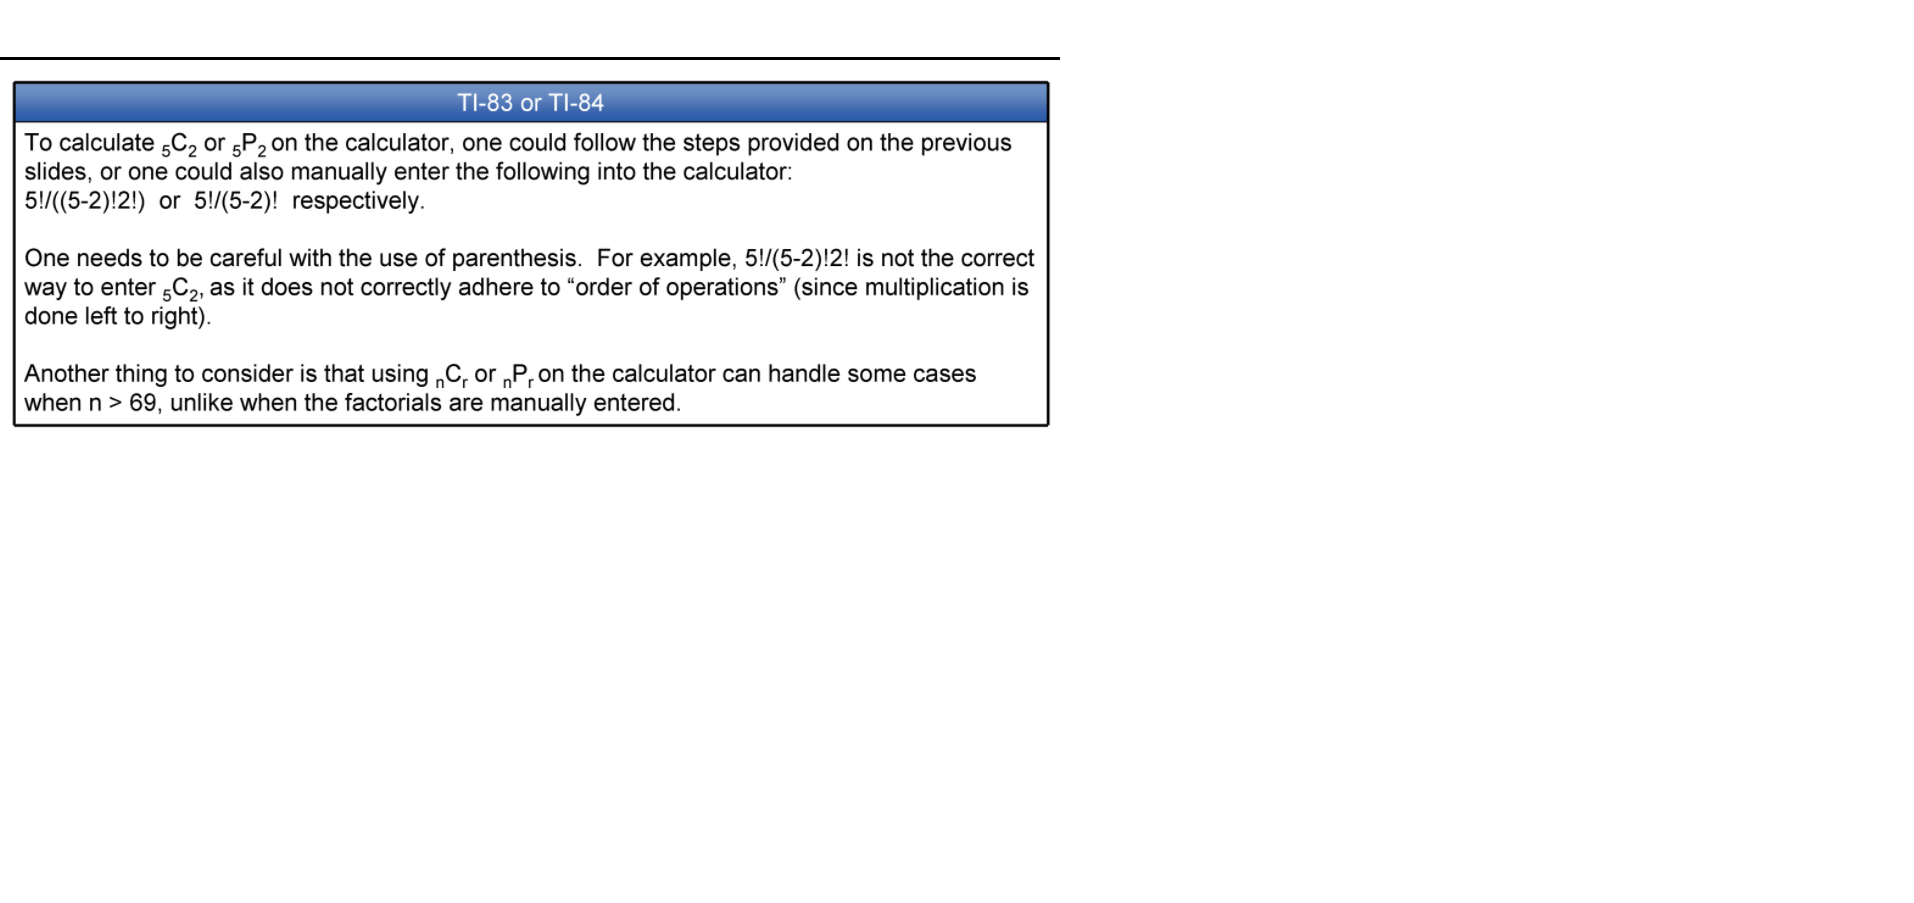 TI-83 or TI-84
To calculate ₅C₂ or ₅P₂ on the calculator, one could follow the steps provided on the previous
slides, or one could also manually enter the following into the calculator:
5!/((5-2)!2!)  or  5!/(5-2)!  respectively.
One needs to be careful with the use of parenthesis.  For example, 5!/(5-2)!2! is not the correct
way to enter ₅C₂, as it does not correctly adhere to “order of operations” (since multiplication is
done left to right).
Another thing to consider is that using ₙCᵣ or ₙPᵣ on the calculator can handle some cases
when n > 69, unlike when the factorials are manually entered.